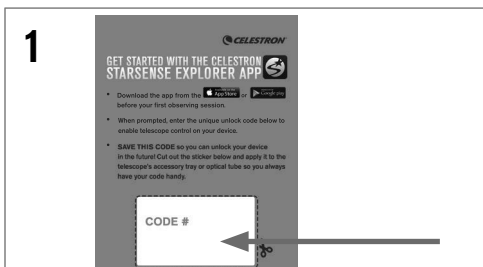 1
CELESTRON
GET STARTED WITH THE CELESTRON
STARSENSE EXPLORER APP
• Download the app from the App Store or Google play
before your first observing session.
• When prompted, enter the unique unlock code below to
enable telescope control on your device.
• SAVE THIS CODE so you can unlock your device
in the future! Cut out the sticker below and apply it to the
telescope's accessory tray or optical tube so you always
have your code handy.
CODE #